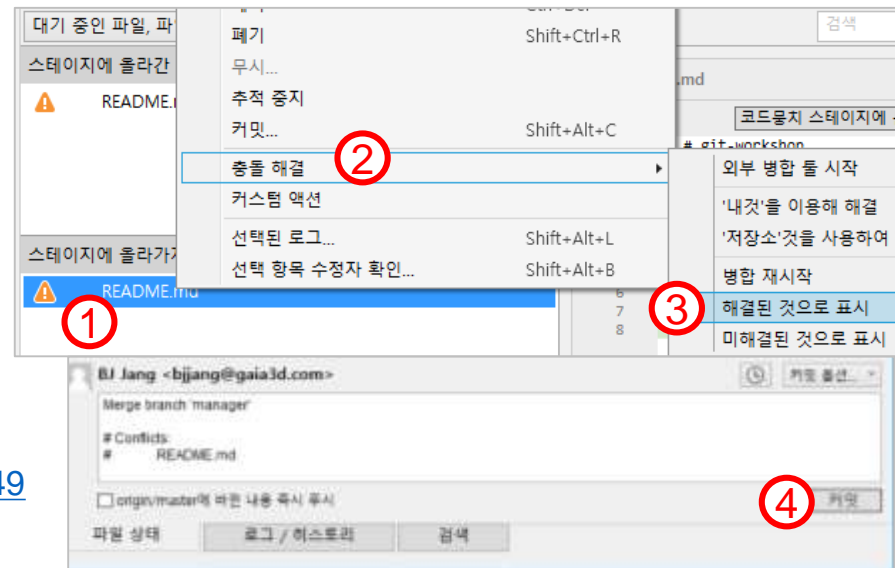 대기 중인 파일, 파
폐기 Shift+Ctrl+R
검색
스테이지에 올라간
무시...
.md
README.
추적 중지
코드뭉치 스테이지에
커밋... Shift+Alt+C
# git-workshop
②
충돌 해결
외부 병합 툴 시작
커스텀 액션
'내것'을 이용해 해결
선택된 로그... Shift+Alt+L
'저장소'것을 사용하여
스테이지에 올라가지
선택 항목 수정자 확인... Shift+Alt+B
병합 재시작
README.md
6
①
③
해결된 것으로 표시
7
8
미해결된 것으로 표시
BJ Jang <bjjang@gaia3d.com>
커밋 옵션...
Merge branch 'manager'
# Conflicts:
# README.md
49
origin/master에 바뀐 내용 즉시 푸시
④
커밋
파일 상태 로그 / 히스토리 검색